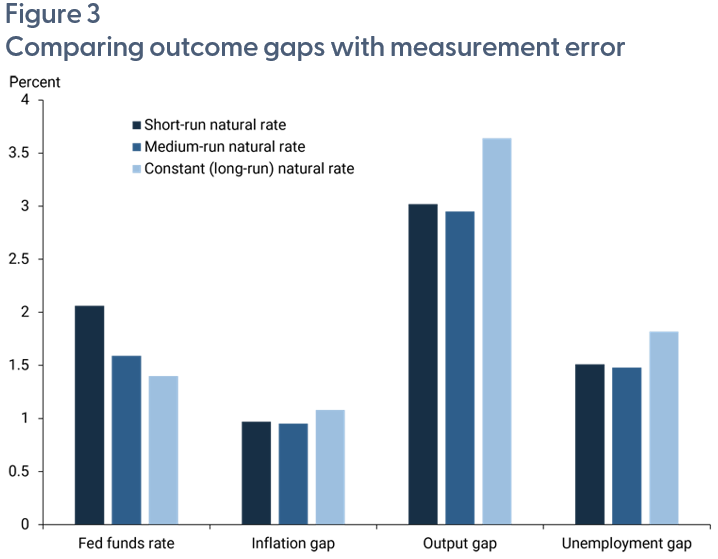 Figure 3
Comparing outcome gaps with measurement error
Percent
4
Short-run natural rate
Medium-run natural rate
3.5
Constant (long-run) natural rate
3
2.5
2
1.5
1
0.5
0
Fed funds rate Inflation gap Output gap Unemployment gap